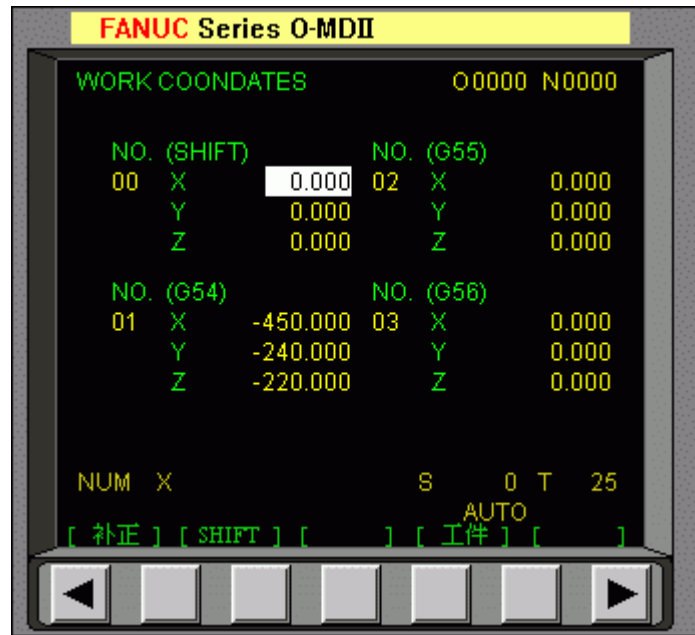 FANUC Series O-MDII
WORK COONDATES O0000 N0000
NO. (SHIFT) NO. (G55)
00 X 0.000 02 X 0.000
Y 0.000 Y 0.000
Z 0.000 Z 0.000
NO. (G54) NO. (G56)
01 X -450.000 03 X 0.000
Y -240.000 Y 0.000
Z -220.000 Z 0.000
NUM X S 0 T 25
AUTO
[ 补正 ] [ SHIFT ] [ ] [ 工件 ] [ ]